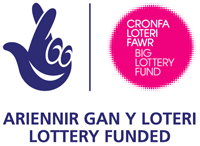 CRONFA
LOTERI
FAWR
BIG
LOTTERY
FUND
ARIENNIR GAN Y LOTERI
LOTTERY FUNDED